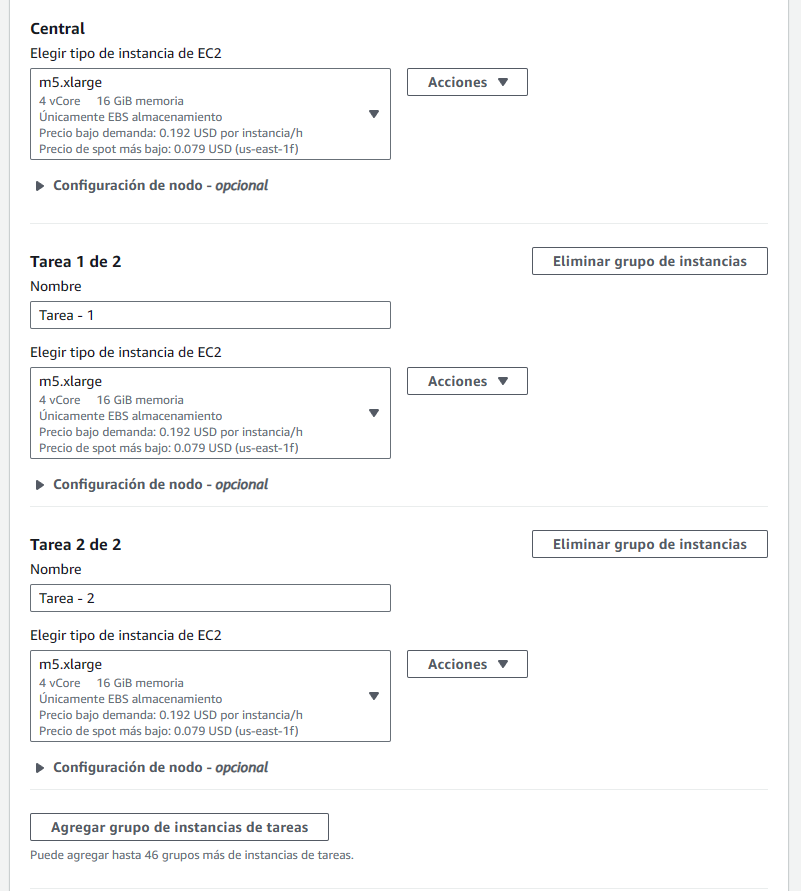 Central
Elegir tipo de instancia de EC2
m5.xlarge
4 vCore 16 GiB memoria
Únicamente EBS almacenamiento
Precio bajo demanda: 0.192 USD por instancia/h
Precio de spot más bajo: 0.079 USD (us-east-1f)
Acciones
Configuración de nodo - opcional
Tarea 1 de 2
Eliminar grupo de instancias
Nombre
Tarea - 1
Elegir tipo de instancia de EC2
m5.xlarge
4 vCore 16 GiB memoria
Únicamente EBS almacenamiento
Precio bajo demanda: 0.192 USD por instancia/h
Precio de spot más bajo: 0.079 USD (us-east-1f)
Acciones
Configuración de nodo - opcional
Tarea 2 de 2
Eliminar grupo de instancias
Nombre
Tarea - 2
Elegir tipo de instancia de EC2
m5.xlarge
4 vCore 16 GiB memoria
Únicamente EBS almacenamiento
Precio bajo demanda: 0.192 USD por instancia/h
Precio de spot más bajo: 0.079 USD (us-east-1f)
Acciones
Configuración de nodo - opcional
Agregar grupo de instancias de tareas
Puede agregar hasta 46 grupos más de instancias de tareas.